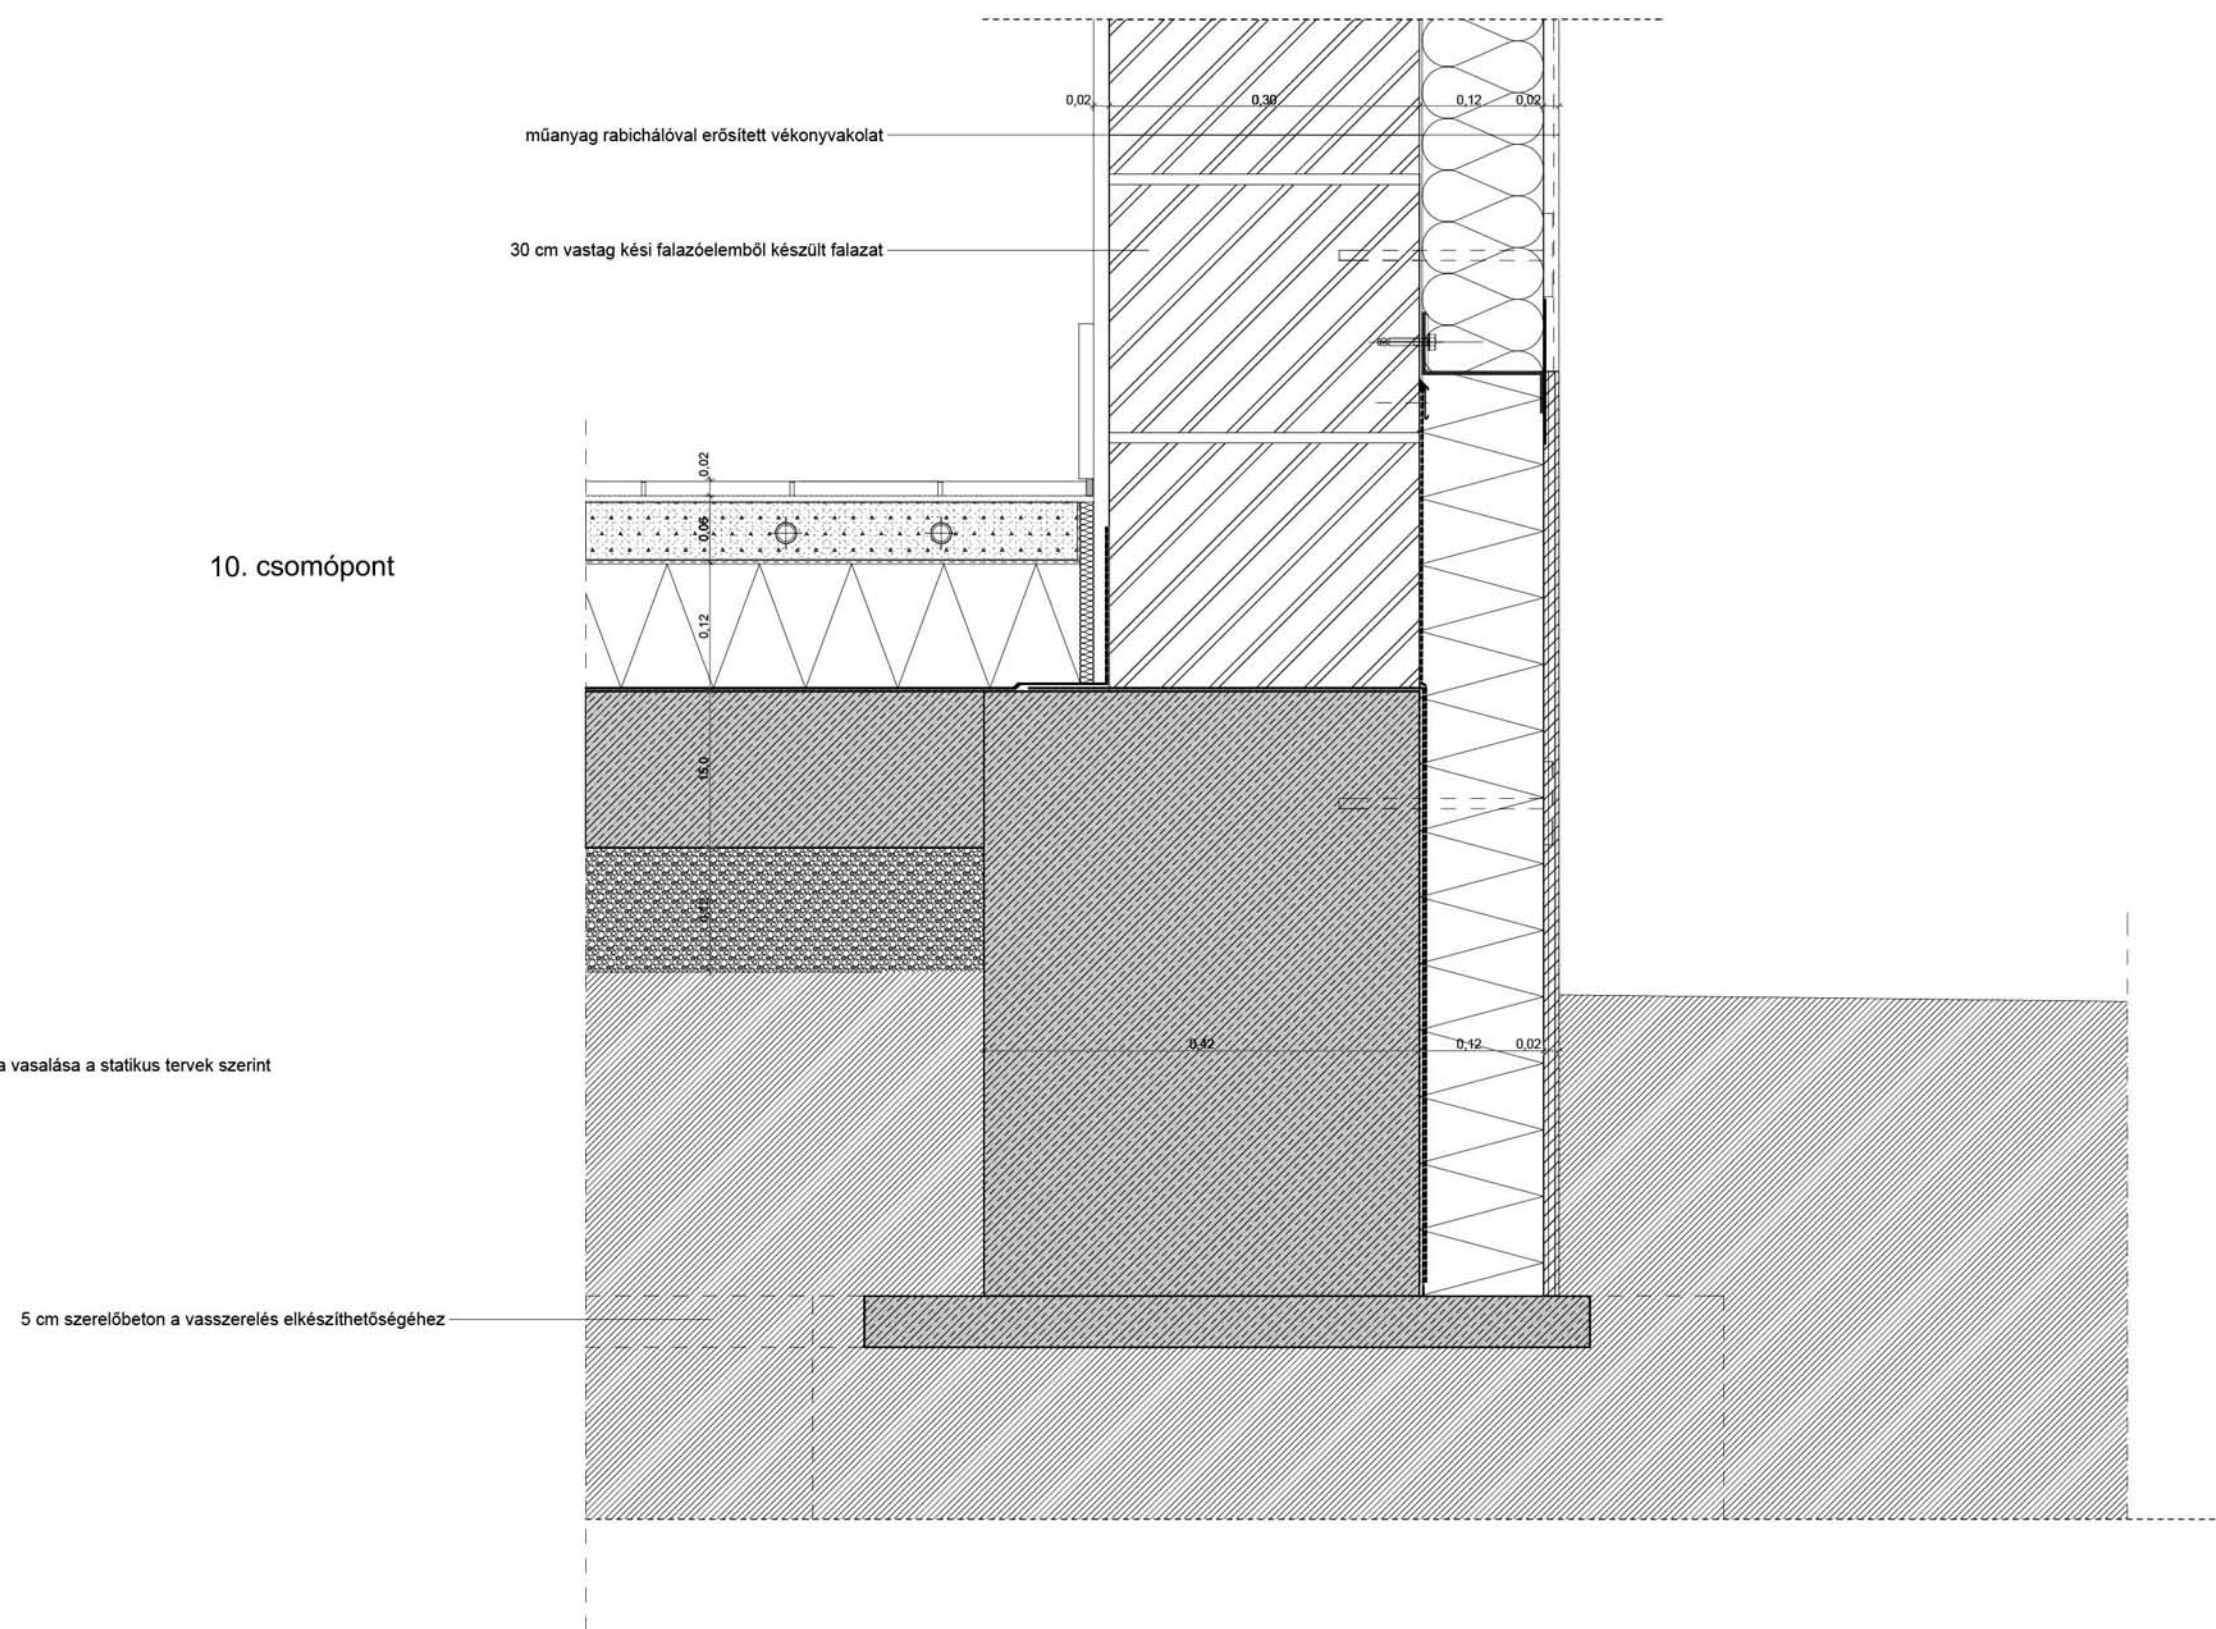 0,02 0,30 0,12 0,02
műanyag rabichálóval erősített vékonyvakolat
30 cm vastag kési falazóelemből készült falazat
0,02
0,06
10. csomópont
0,12
15,0
0,12
0,42 0,12 0,02
a vasalása a statikus tervek szerint
5 cm szerelőbeton a vasszerelés elkészíthetőségéhez